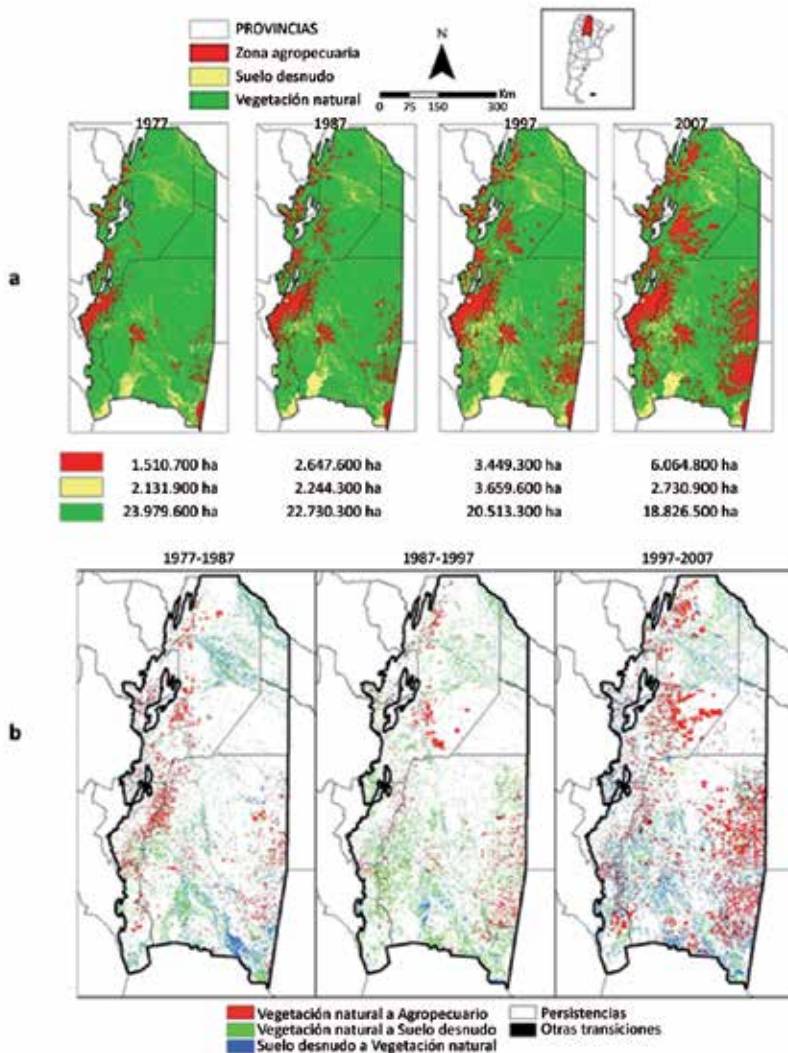 PROVINCIAS
Zona agropecuaria
Suelo desnudo
Vegetación natural
N
Km
0 75 150 300
1977 1987 1997 2007
a
1.510.700 ha 2.647.600 ha 3.449.300 ha 6.064.800 ha
2.131.900 ha 2.244.300 ha 3.659.600 ha 2.730.900 ha
23.979.600 ha 22.730.300 ha 20.513.300 ha 18.826.500 ha
1977-1987 1987-1997 1997-2007
b
Vegetación natural a Agropecuario
Vegetación natural a Suelo desnudo
Suelo desnudo a Vegetación natural
Persistencias
Otras transiciones